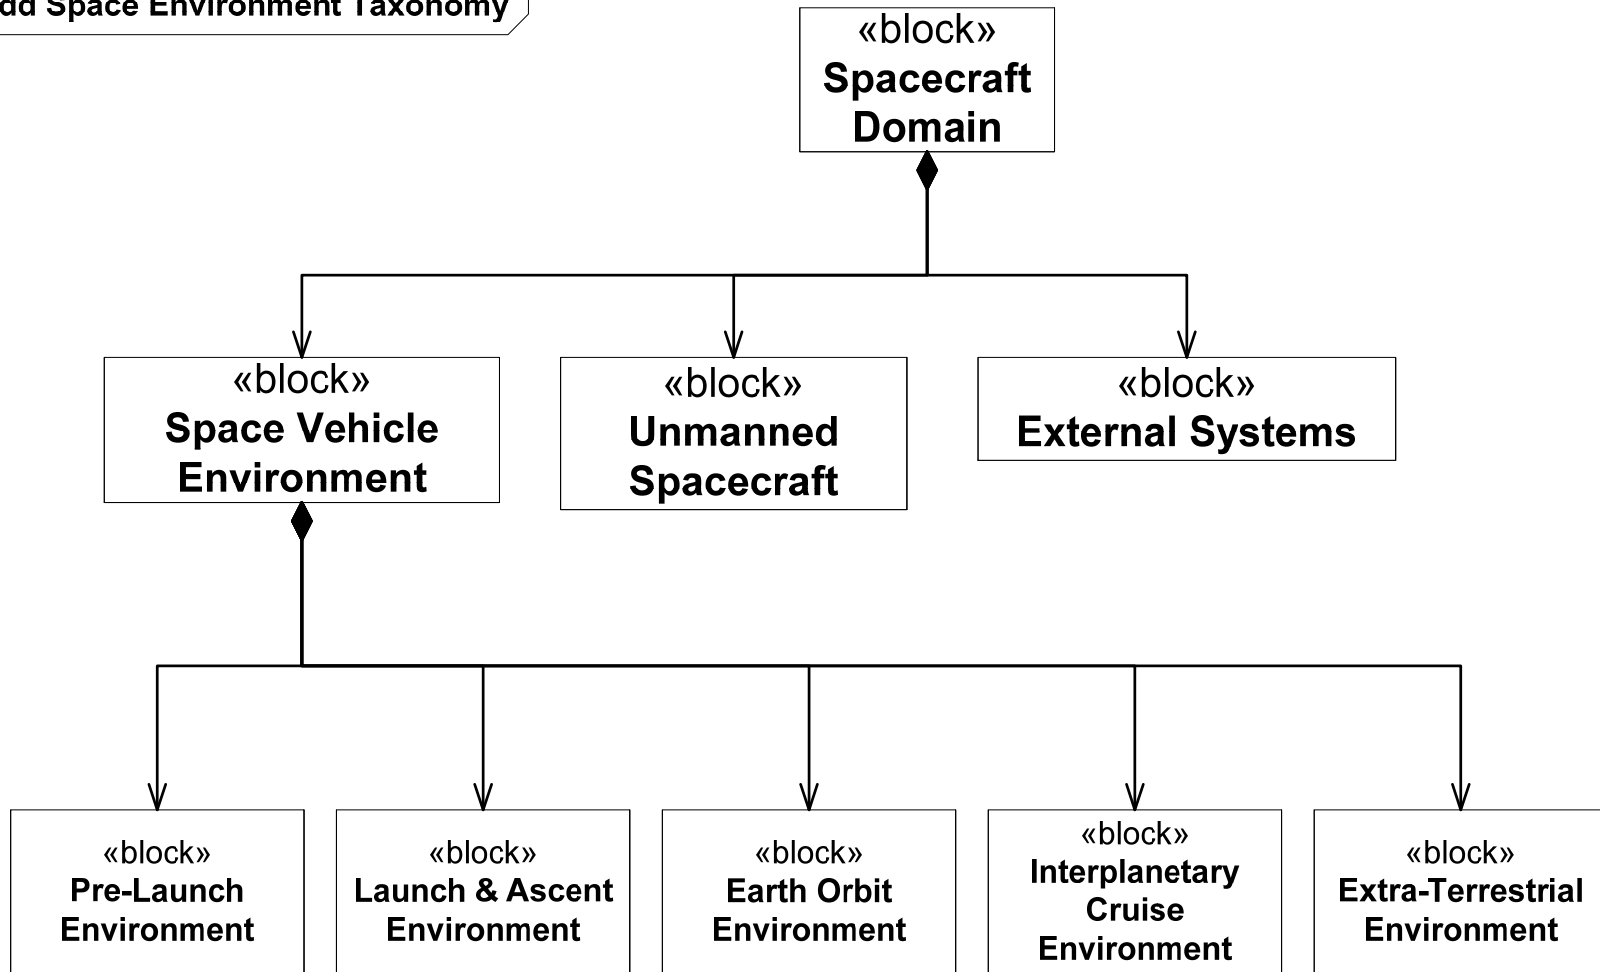 dd Space Environment Taxonomy
«block»
Spacecraft
Domain
«block»
Space Vehicle
Environment
«block»
Unmanned
Spacecraft
«block»
External Systems
«block»
Pre-Launch
Environment
«block»
Launch & Ascent
Environment
«block»
Earth Orbit
Environment
«block»
Interplanetary
Cruise
Environment
«block»
Extra-Terrestrial
Environment